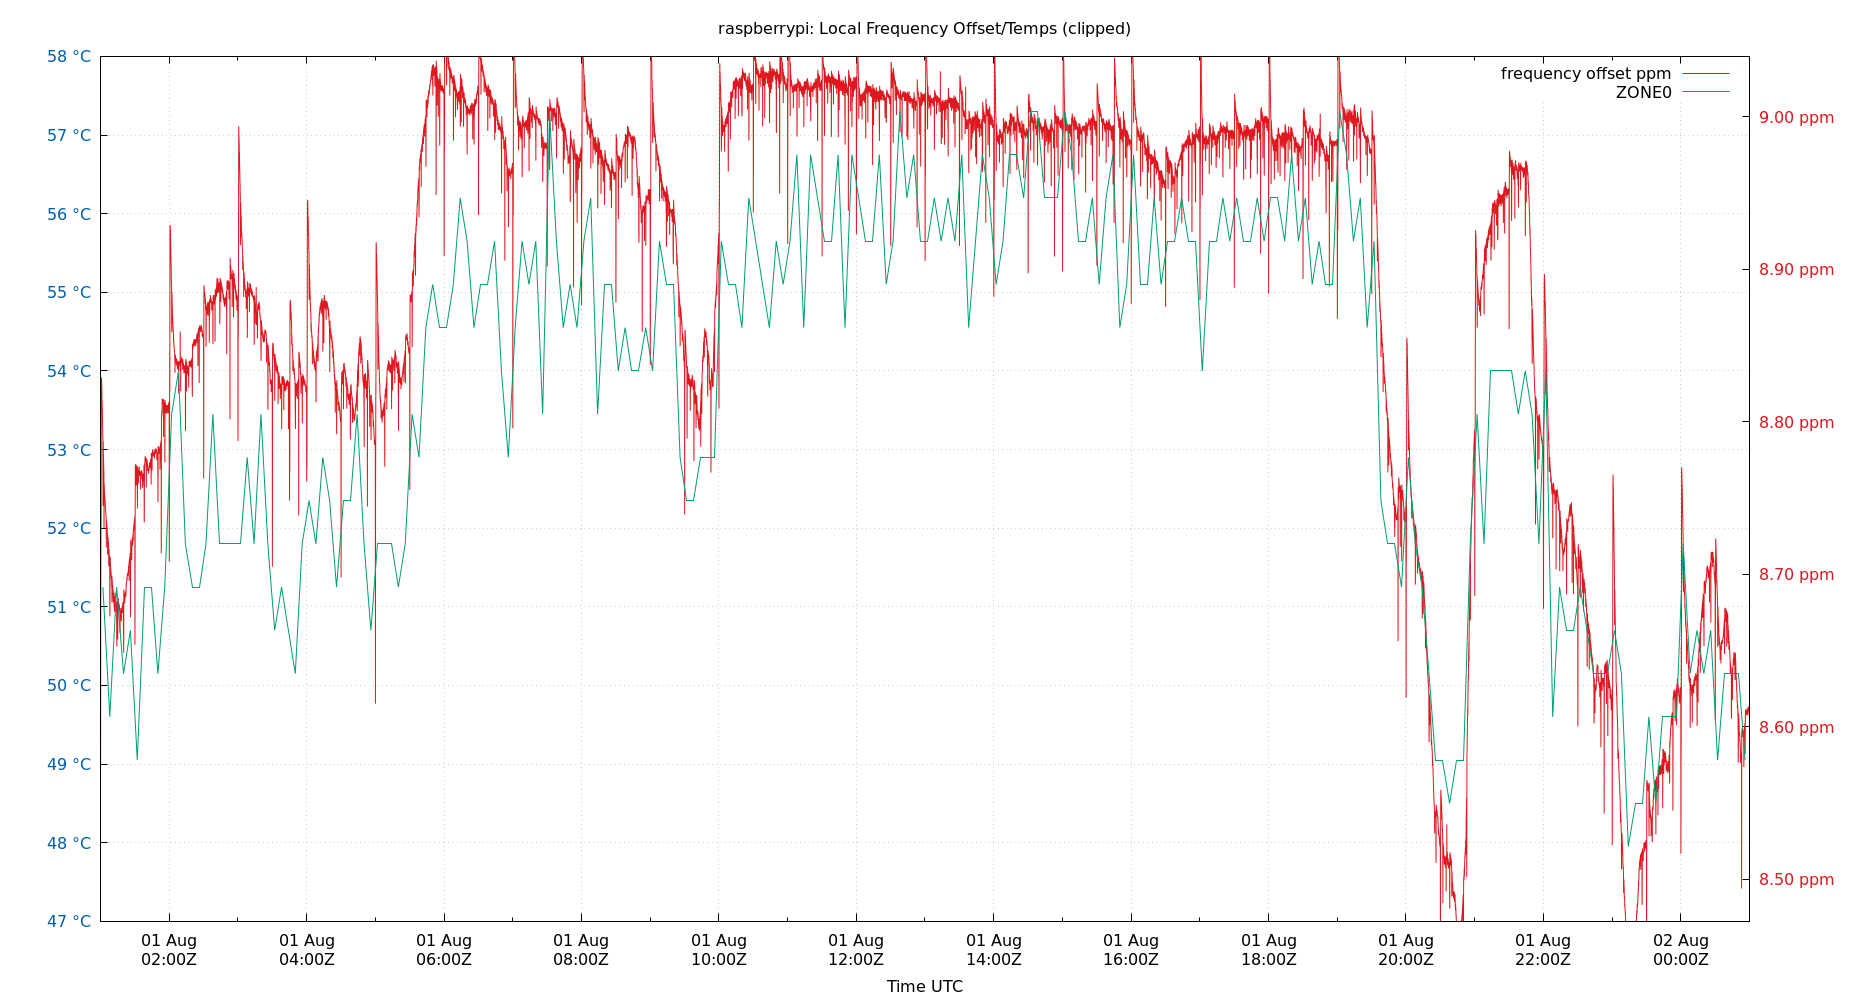 raspberrypi: Local Frequency Offset/Temps (clipped)
frequency offset ppm
ZONE0
58 °C
57 °C
56 °C
55 °C
54 °C
53 °C
52 °C
51 °C
50 °C
49 °C
48 °C
47 °C
9.00 ppm
8.90 ppm
8.80 ppm
8.70 ppm
8.60 ppm
8.50 ppm
01 Aug 01 Aug 01 Aug 01 Aug 01 Aug 01 Aug 01 Aug 01 Aug 01 Aug 01 Aug 01 Aug 02 Aug
02:00Z 04:00Z 06:00Z 08:00Z 10:00Z 12:00Z 14:00Z 16:00Z 18:00Z 20:00Z 22:00Z 00:00Z
Time UTC